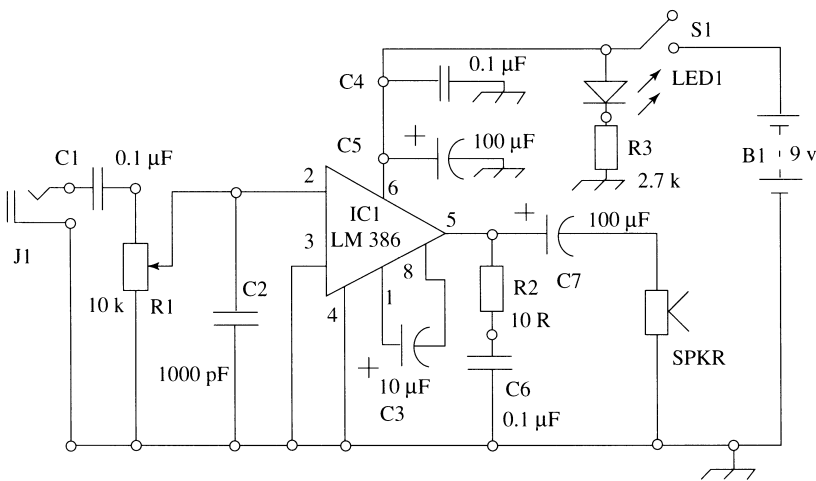 S1
0.1 µF
C4
LED1
+
100 µF
C5
R3
B1
9 v
C1
0.1 µF
2.7 k
2
6
IC1
LM 386
5
+
100 µF
3
8
J1
C2
R2
C7
10 k
R1
1
10 R
4
SPKR
1000 pF
+
10 µF
C6
C3
0.1 µF